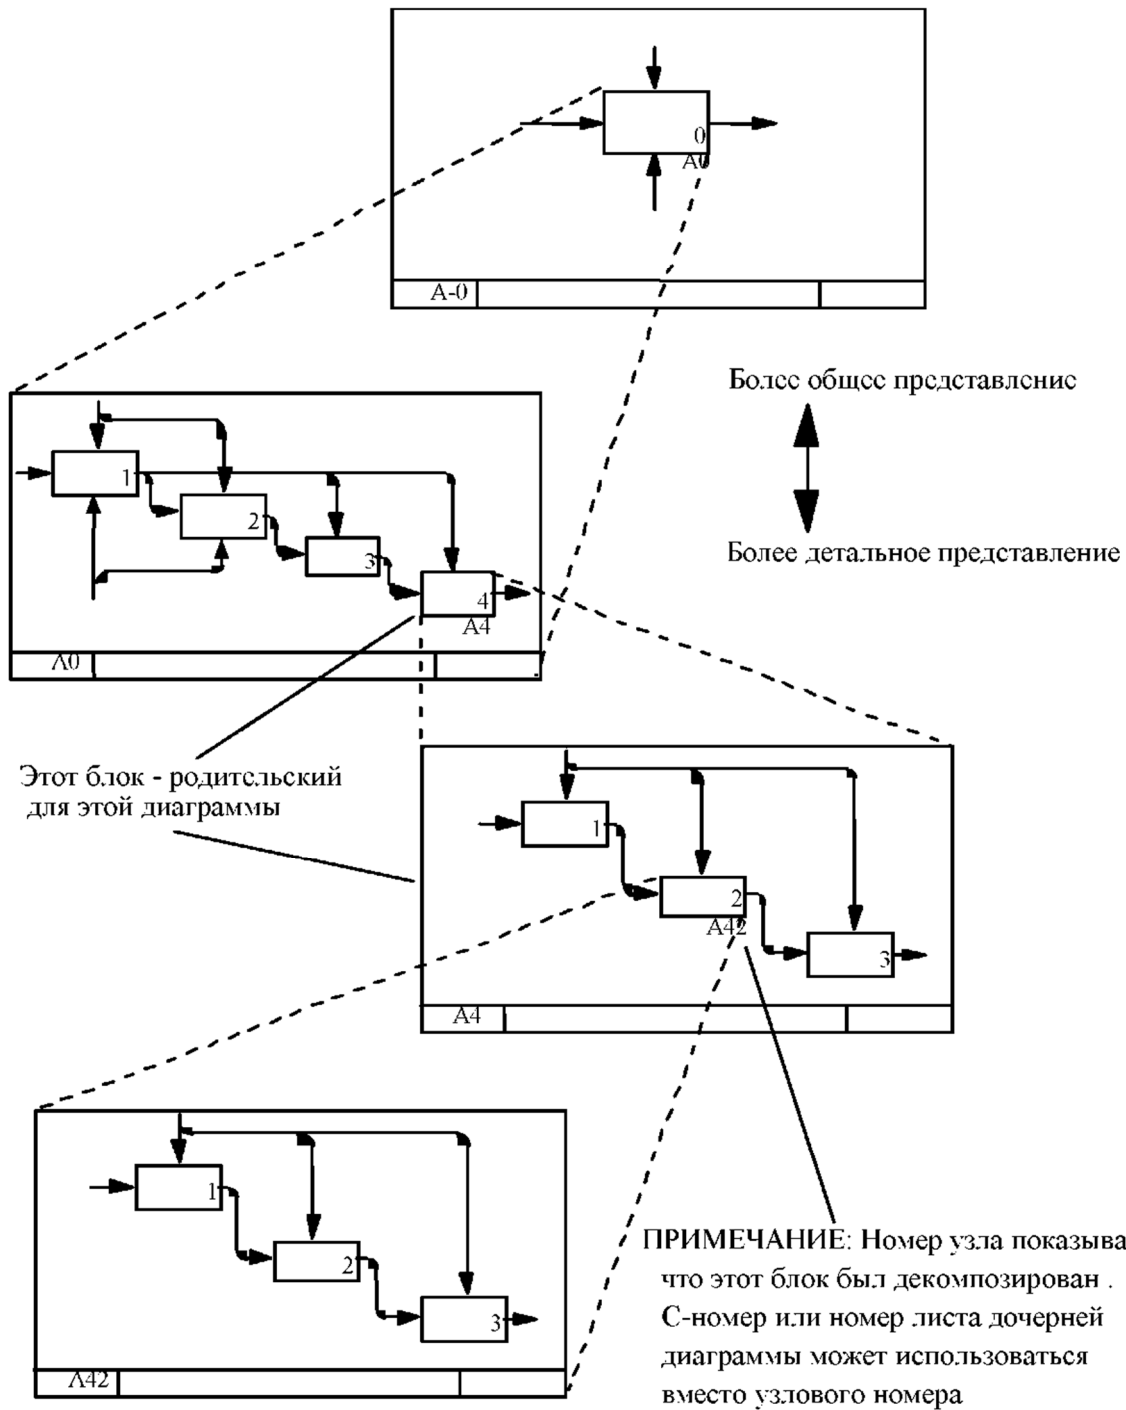 0
A0
A-0
Более общее представление
Более детальное представление
1
2
3
4
A4
A0
Этот блок - родительский
для этой диаграммы
1
2
A42
3
A4
1
2
3
A42
ПРИМЕЧАНИЕ: Номер узла показыва
что этот блок был декомпозирован .
С-номер или номер листа дочерней
диаграммы может использоваться
вместо узлового номера